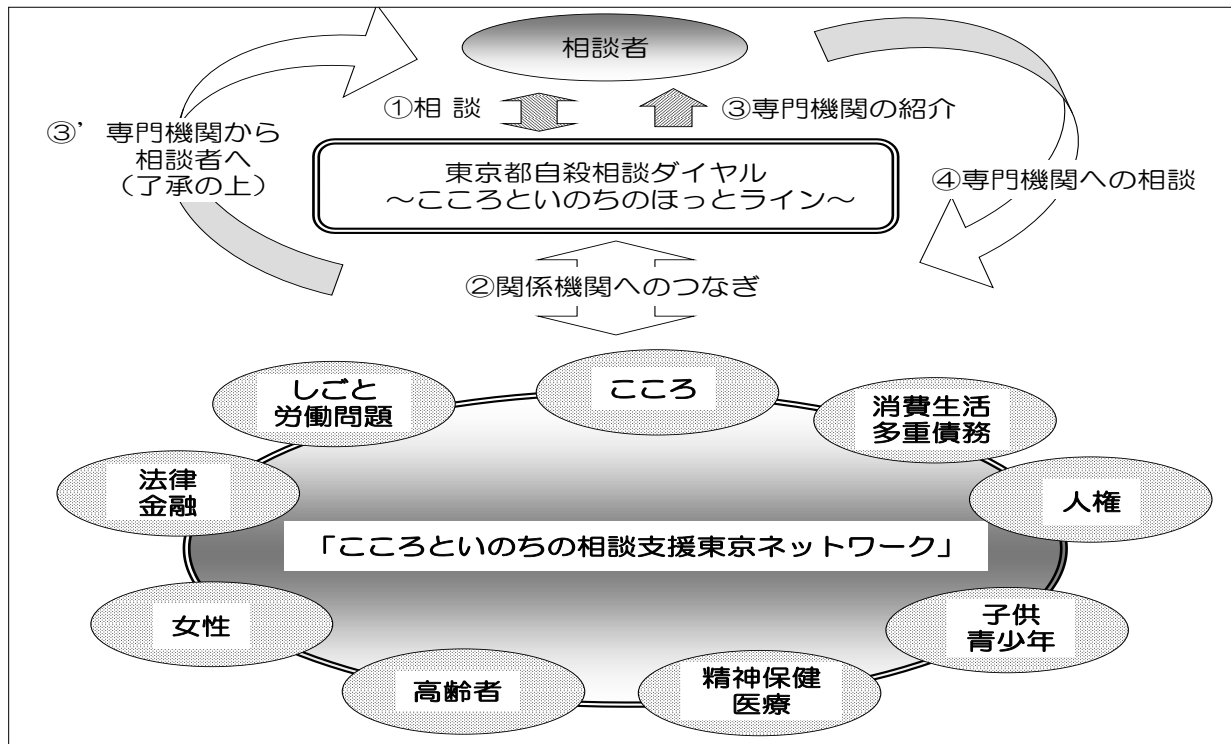 相談者
①相 談
③専門機関の紹介
③’専門機関から
相談者へ
（了承の上）
東京都自殺相談ダイヤル
～こころといのちのほっとライン～
④専門機関への相談
②関係機関へのつなぎ
しごと
労働問題
こころ
消費生活
多重債務
法律
金融
人権
「こころといのちの相談支援東京ネットワーク」
女性
子供
青少年
高齢者
精神保健
医療